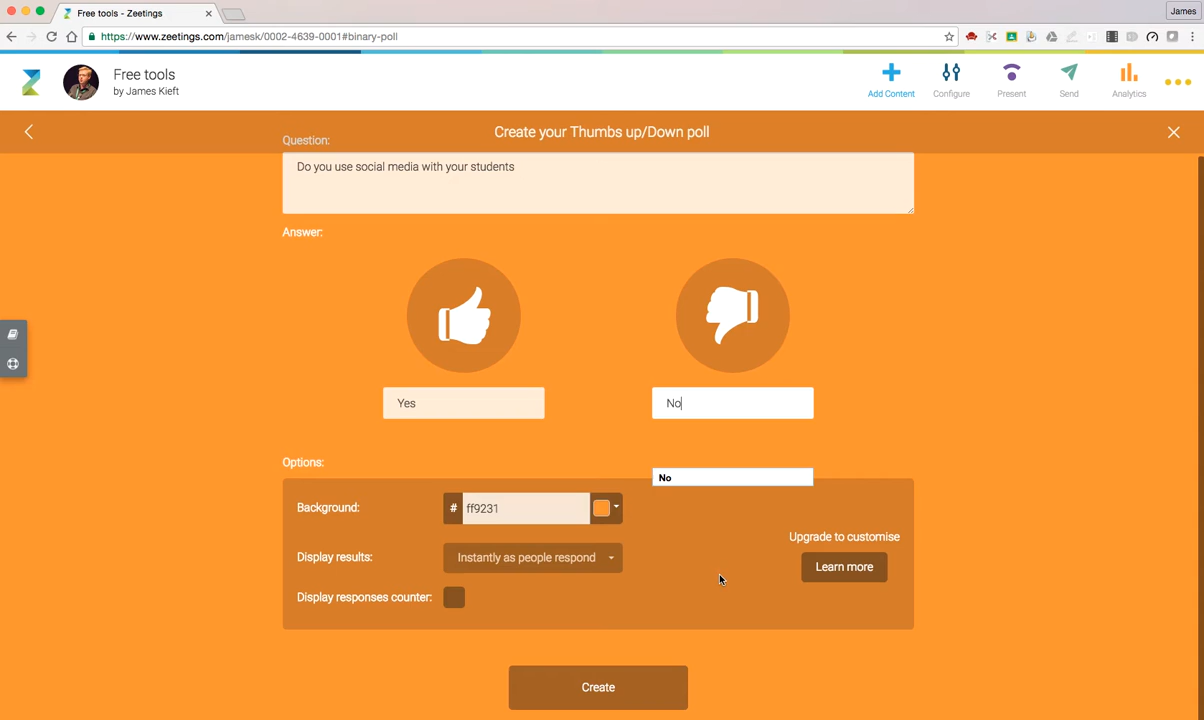 Free tools - Zeetings
James
https://www.zeetings.com/jamesk/0002-4639-0001#binary-poll
Free tools
by James Kieft
Add Content
Configure
Present
Send
Analytics
Create your Thumbs up/Down poll
Question:
Do you use social media with your students
Answer:
Yes
No
No
Options:
Background:
# ff9231
Upgrade to customise
Display results:
Instantly as people respond
Learn more
Display responses counter:
Create